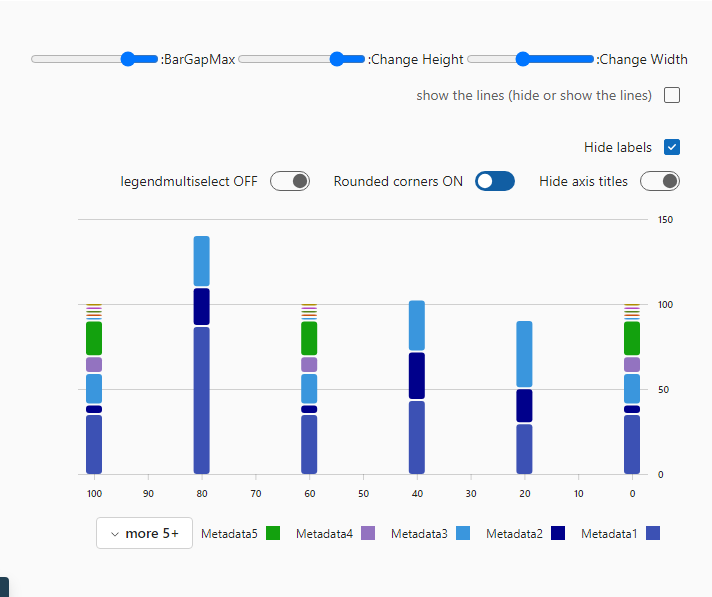 :BarGapMax :Change Height :Change Width
show the lines (hide or show the lines)
Hide labels
legendmultiselect OFF Rounded corners ON Hide axis titles
150
100
50
0
100 90 80 70 60 50 40 30 20 10 0
more 5+ Metadata5 Metadata4 Metadata3 Metadata2 Metadata1